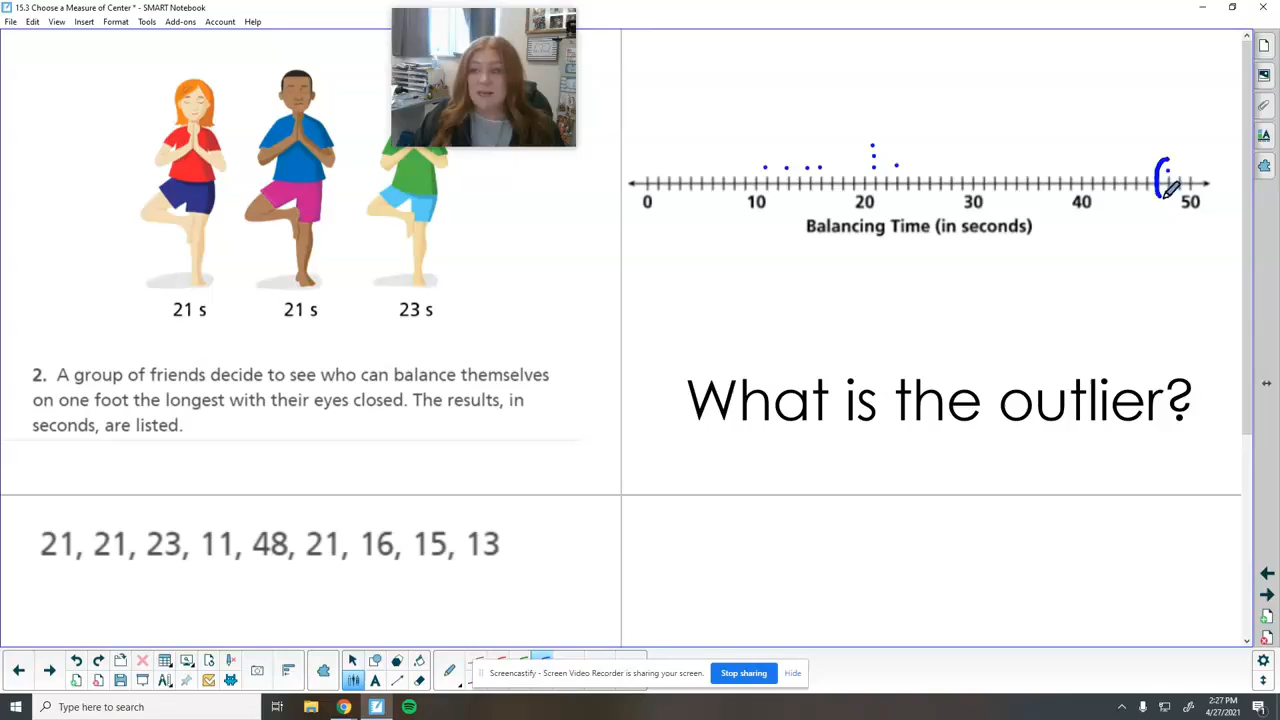 15.3 Choose a Measure of Center * - SMART Notebook
File Edit View Insert Format Tools Add-ons Account Help
21 s 21 s 23 s
2. A group of friends decide to see who can balance themselves
on one foot the longest with their eyes closed. The results, in
seconds, are listed.
21, 21, 23, 11, 48, 21, 16, 15, 13
0 10 20 30 40 50
Balancing Time (in seconds)
What is the outlier?
Screencastify - Screen Video Recorder is sharing your screen. Stop sharing Hide
Type here to search
2:27 PM
4/27/2021